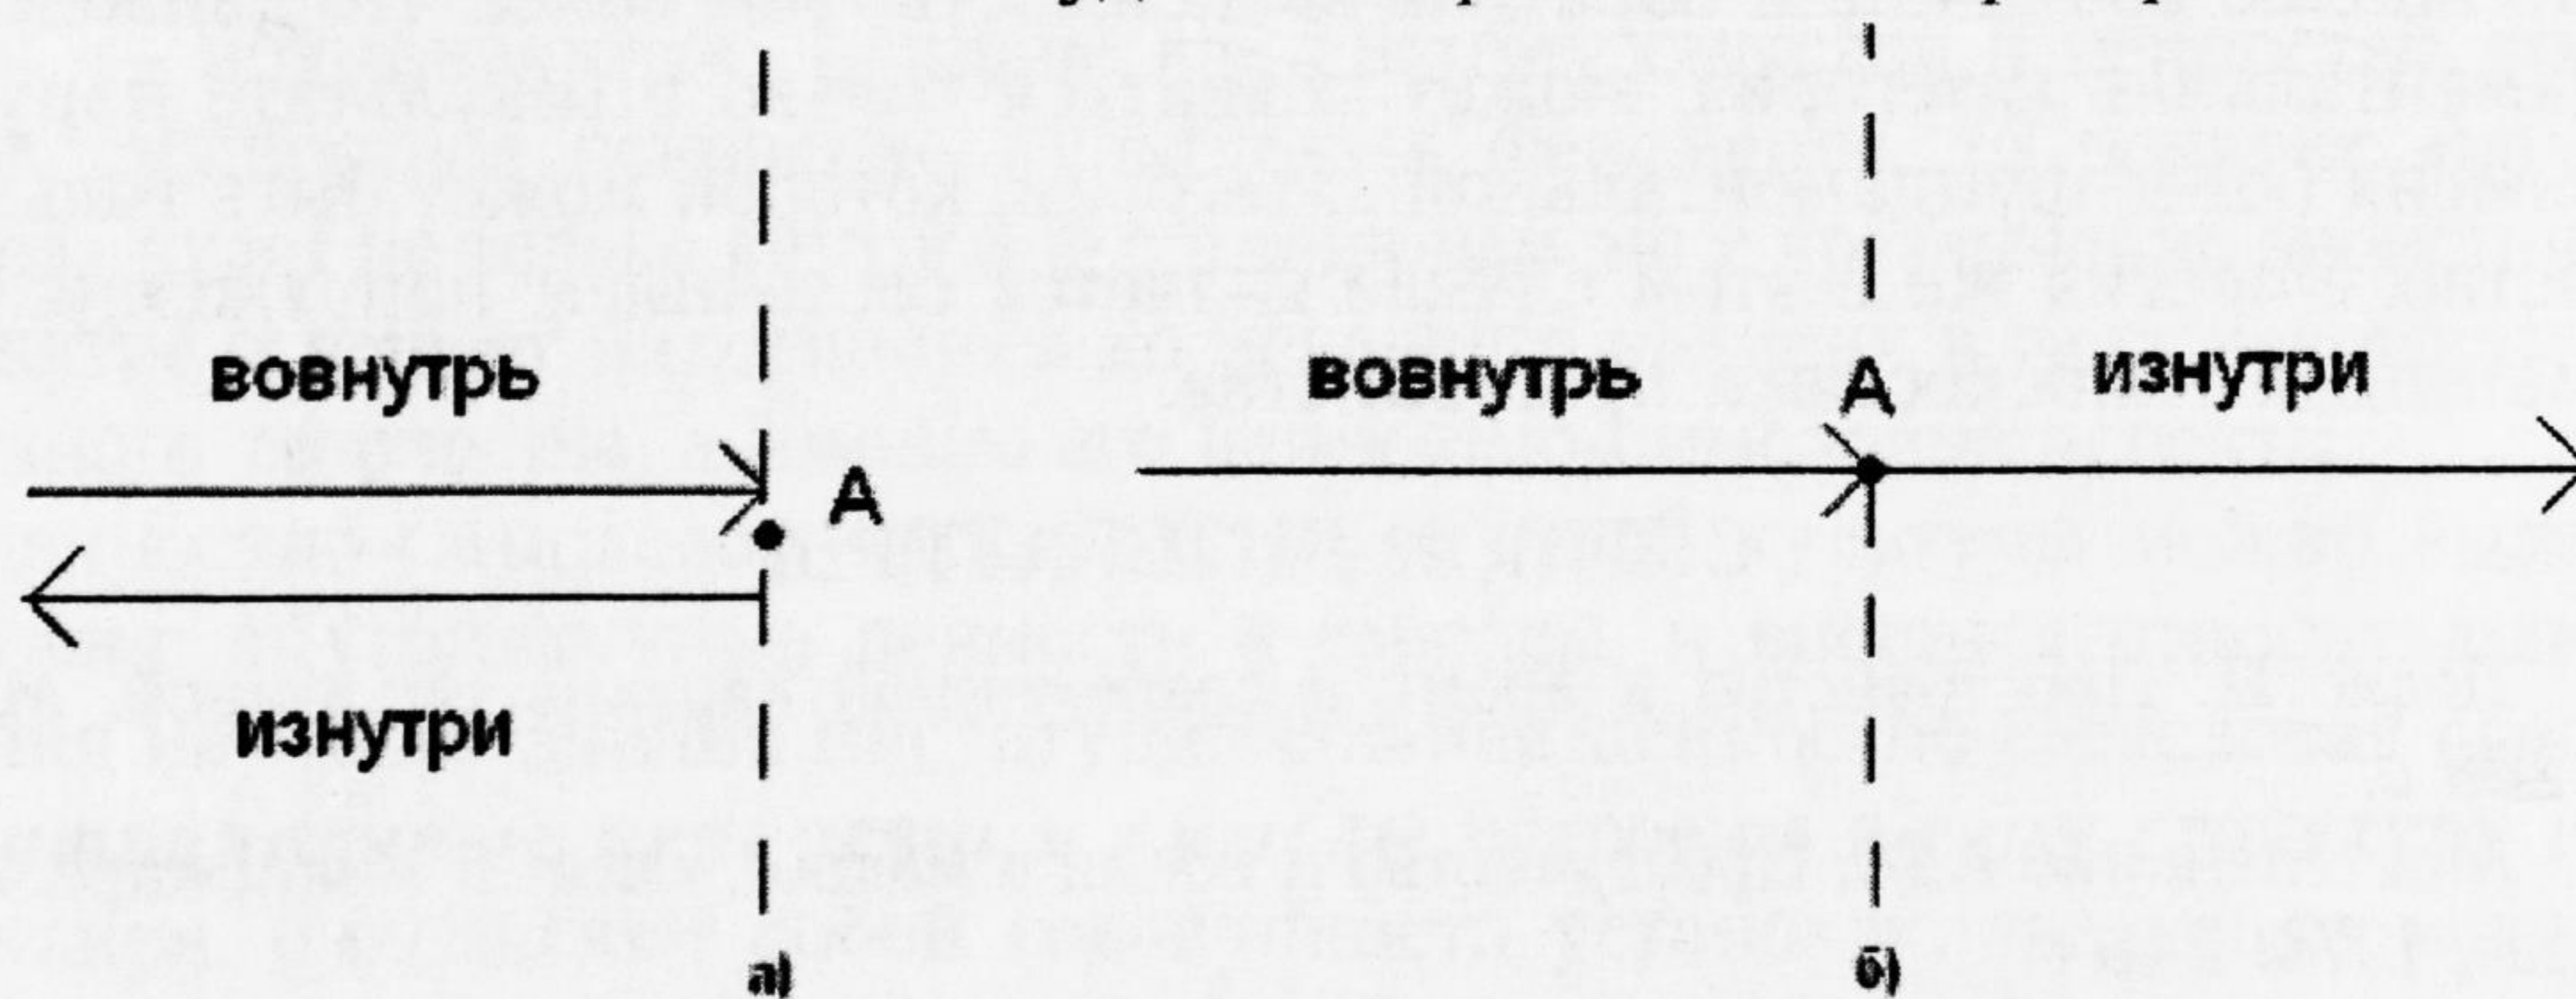 вовнутрь
А
изнутри
вовнутрь
А
изнутри
а)
б)